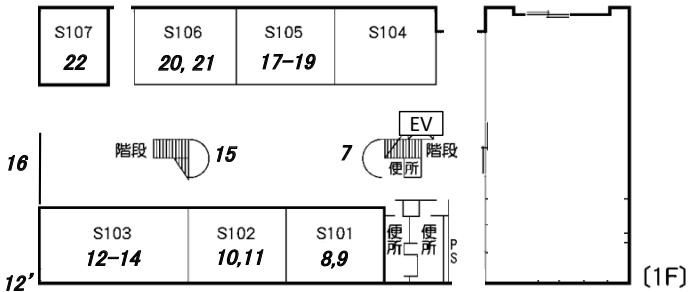 S107
22
S106
20, 21
S105
17-19
S104
EV
階段
15
7
階段
便所
16
S103
12-14
S102
10,11
S101
8,9
便所
便所
PS
12'
〔1F〕